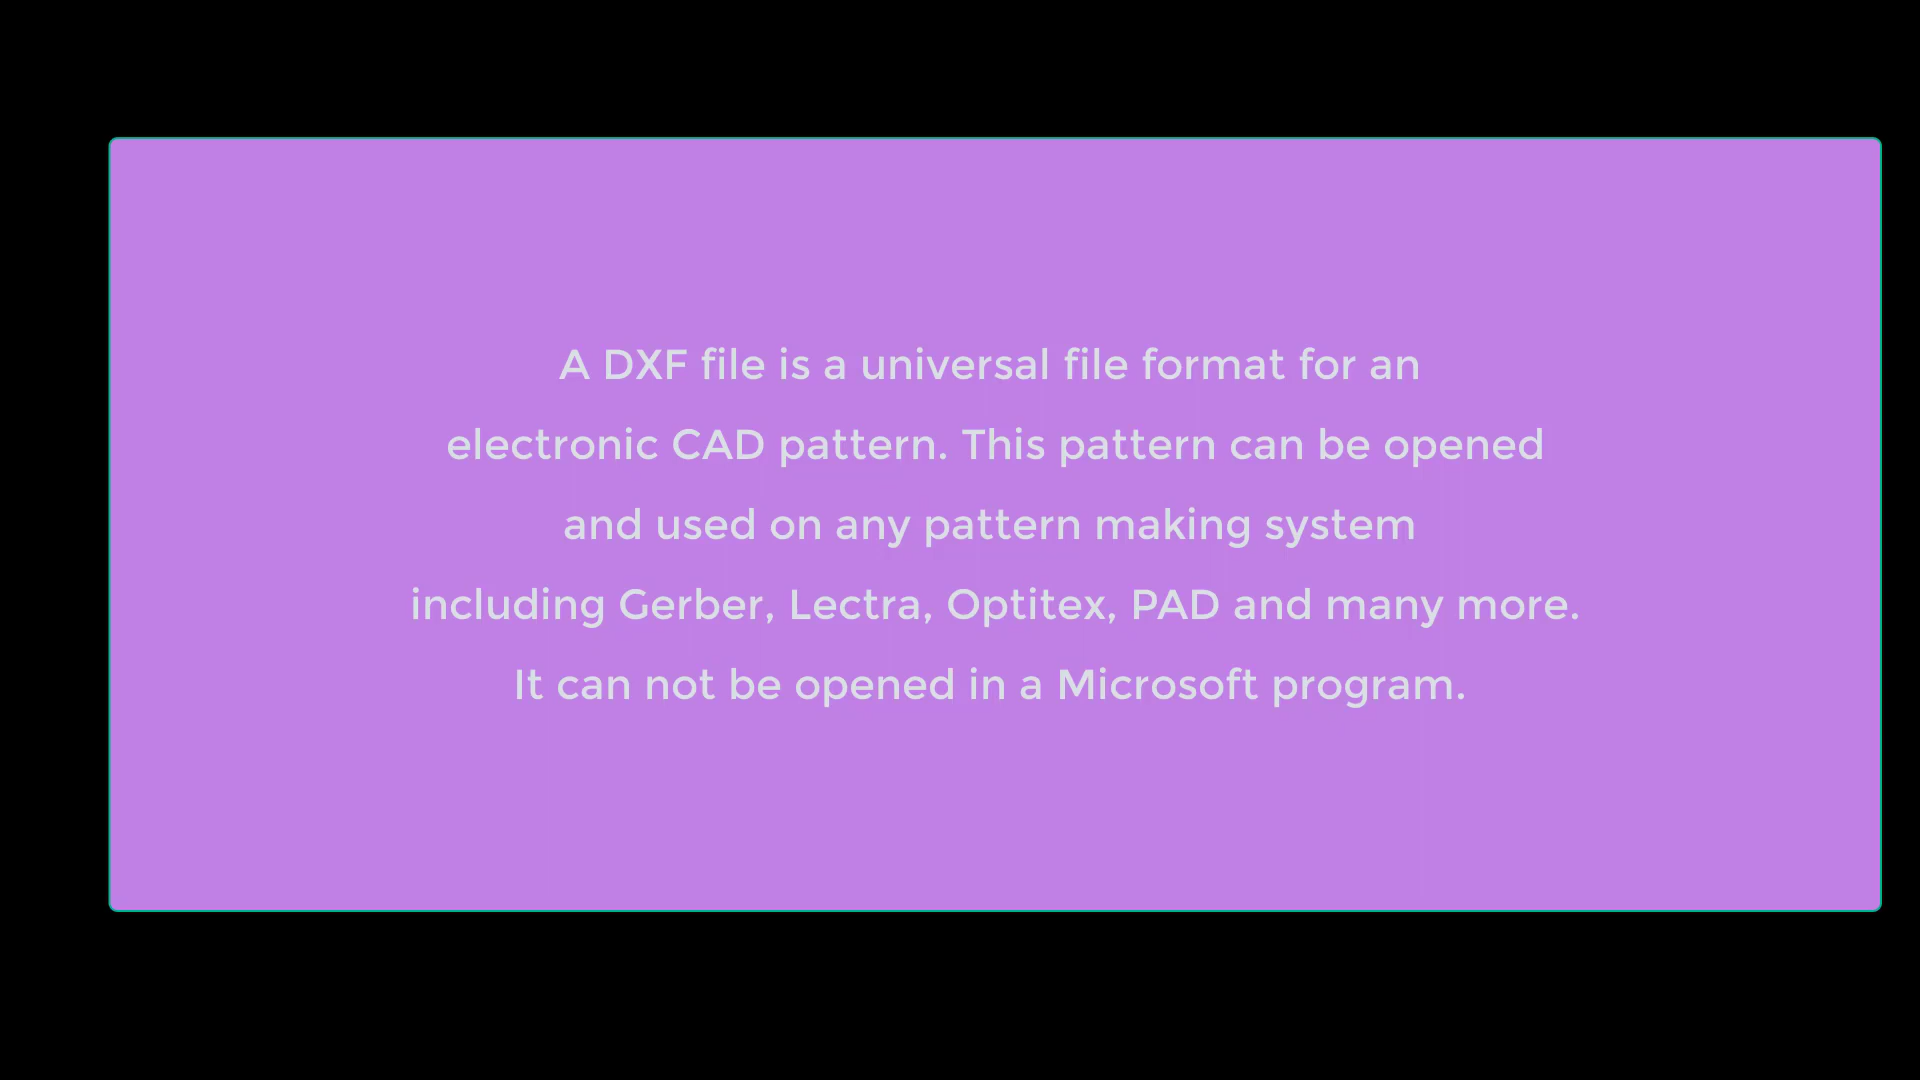 A DXF file is a universal file format for an
electronic CAD pattern. This pattern can be opened
and used on any pattern making system
including Gerber, Lectra, Optitex, PAD and many more.
It can not be opened in a Microsoft program.